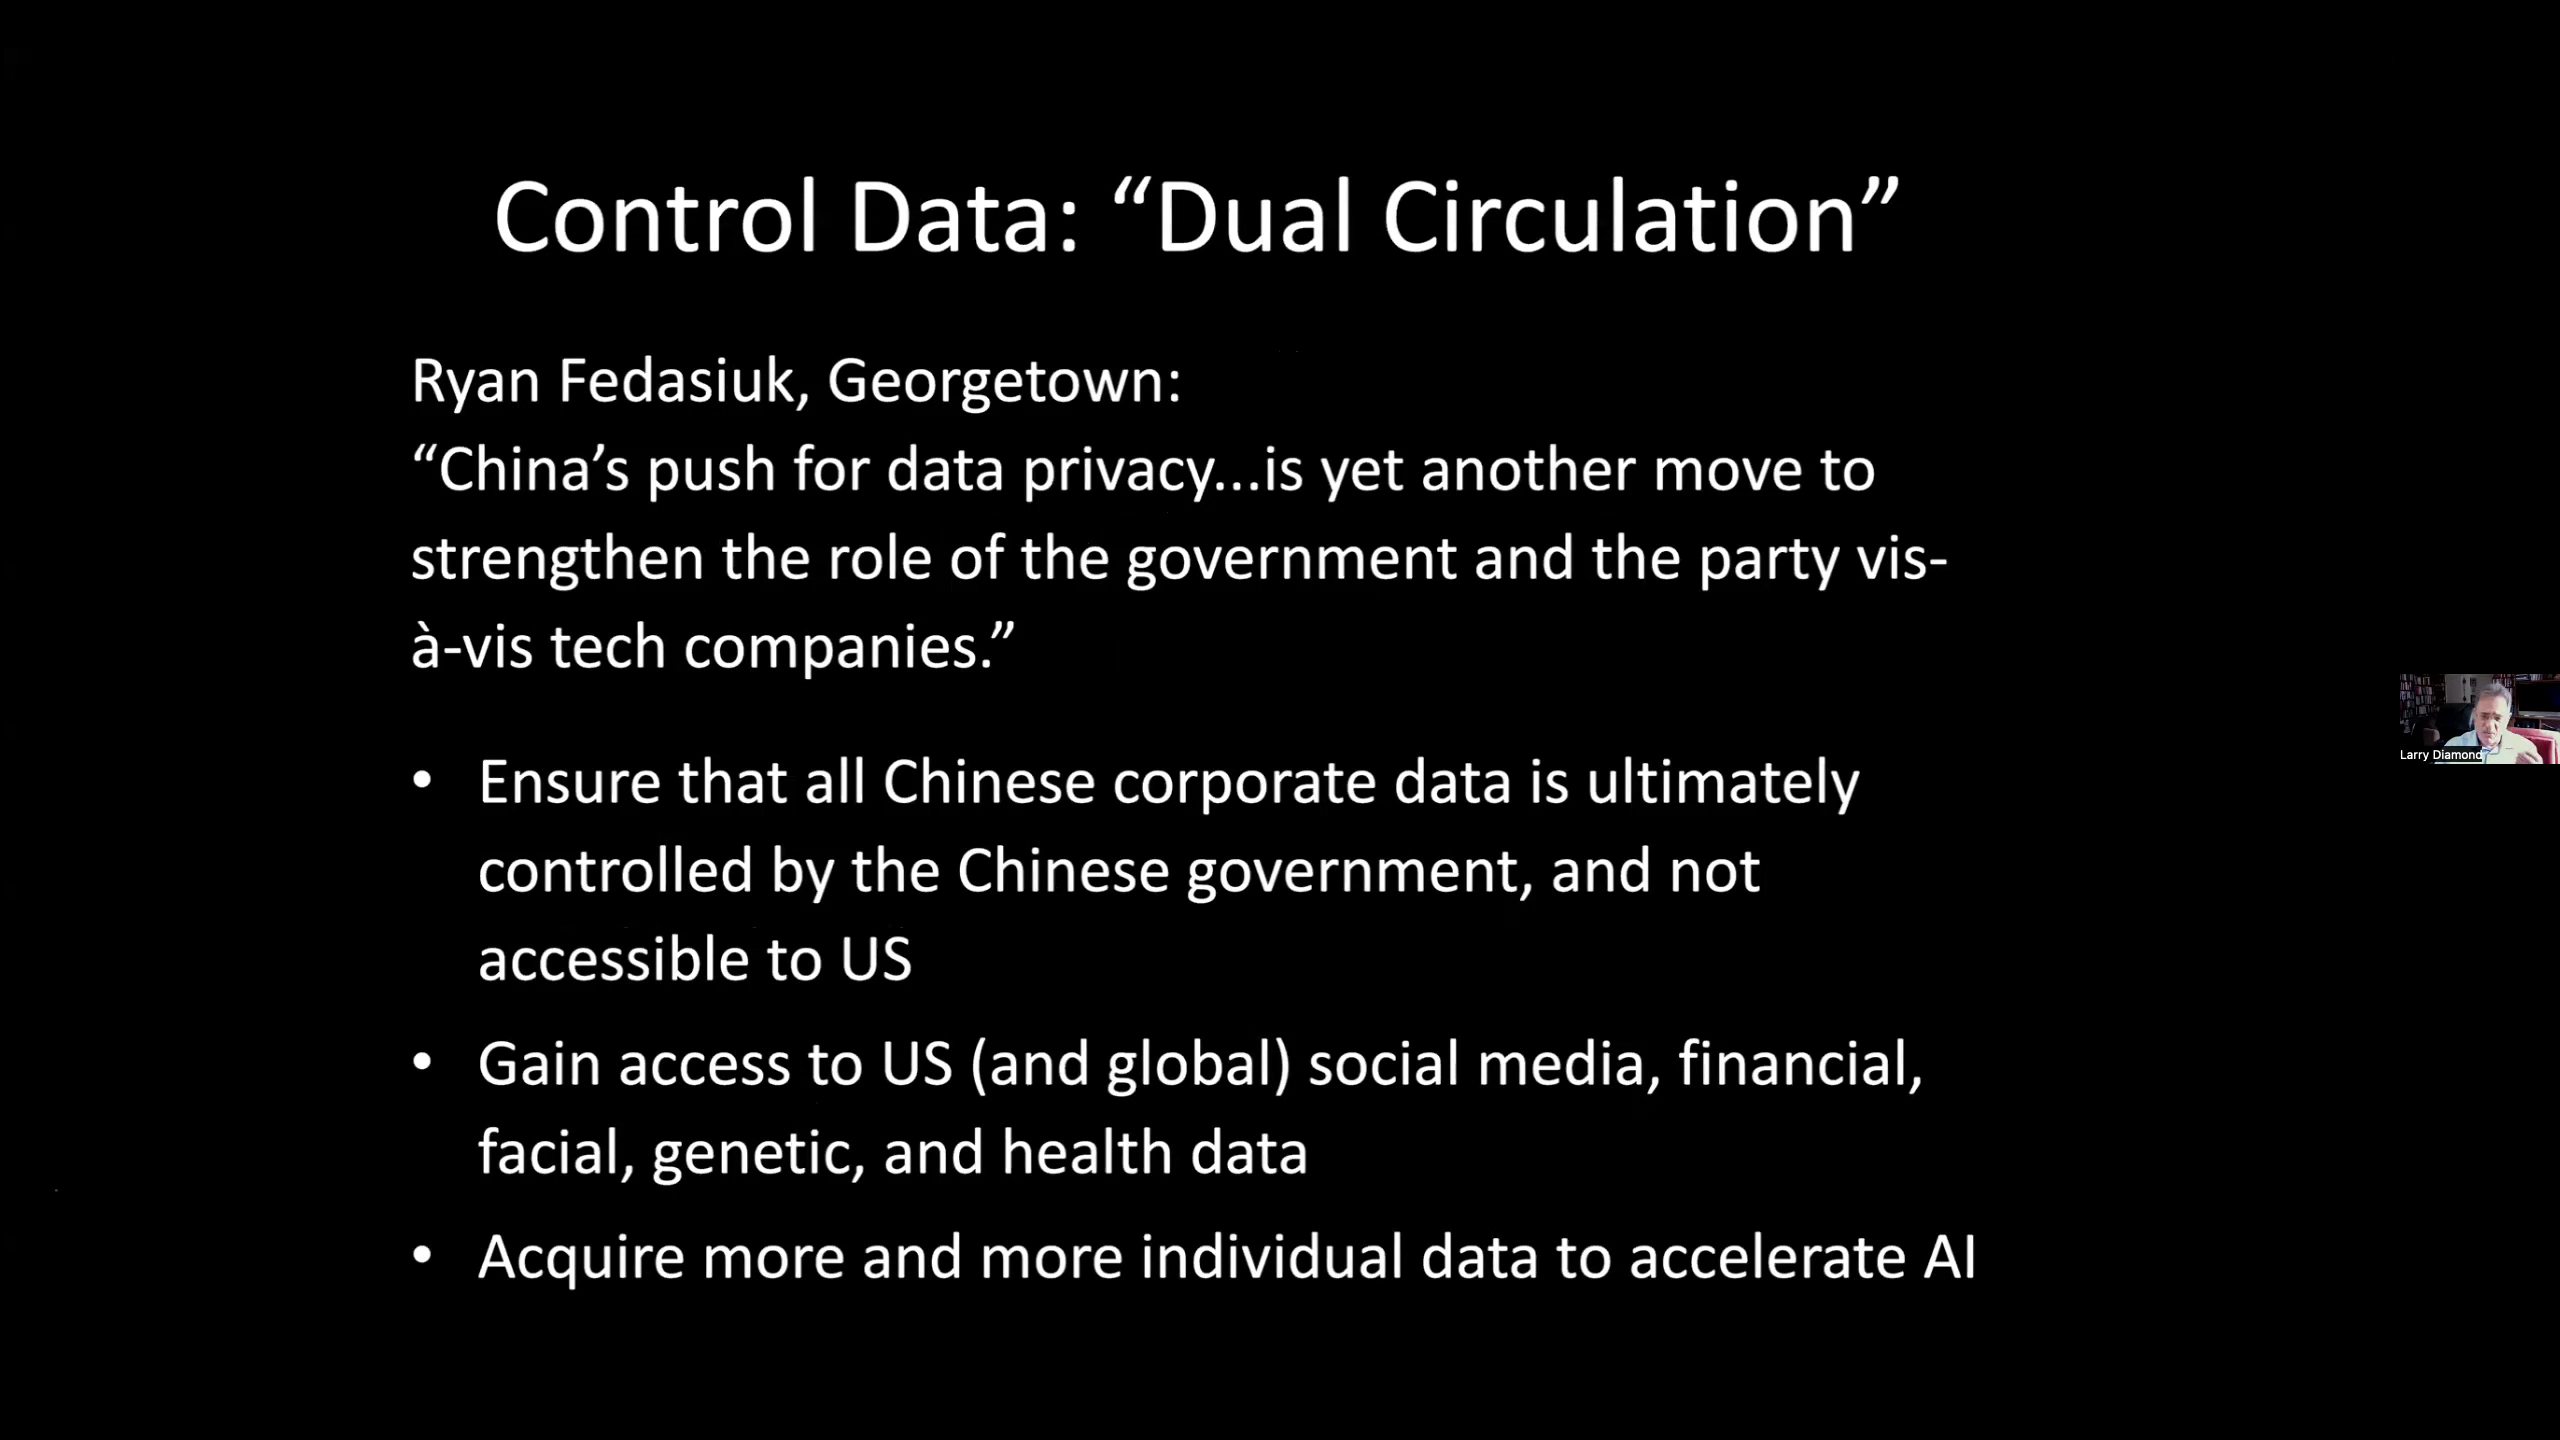 Control Data: “Dual Circulation”
Ryan Fedasiuk, Georgetown:
“China’s push for data privacy...is yet another move to
strengthen the role of the government and the party vis-
à-vis tech companies.”
• Ensure that all Chinese corporate data is ultimately
controlled by the Chinese government, and not
accessible to US
• Gain access to US (and global) social media, financial,
facial, genetic, and health data
• Acquire more and more individual data to accelerate AI
Larry Diamond